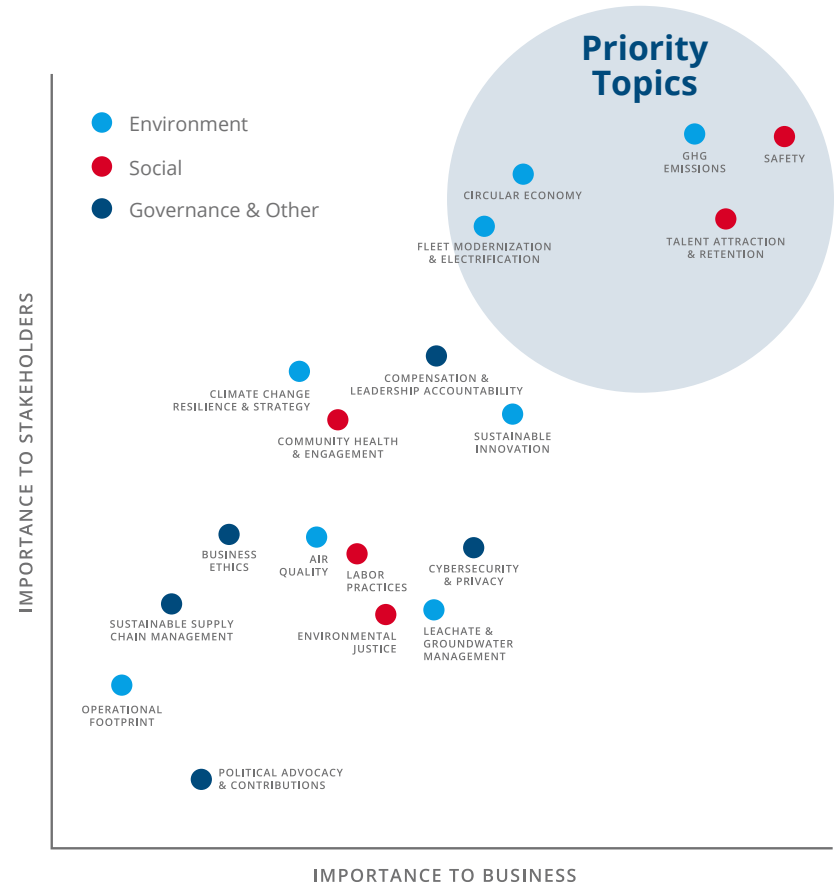 Priority
Topics
Environment
Social
Governance & Other
GHG
EMISSIONS
SAFETY
CIRCULAR ECONOMY
FLEET MODERNIZATION
& ELECTRIFICATION
TALENT ATTRACTION
& RETENTION
COMPENSATION &
LEADERSHIP ACCOUNTABILITY
CLIMATE CHANGE
RESILIENCE & STRATEGY
COMMUNITY HEALTH
& ENGAGEMENT
SUSTAINABLE
INNOVATION
BUSINESS
ETHICS
AIR
QUALITY
LABOR
PRACTICES
CYBERSECURITY
& PRIVACY
SUSTAINABLE SUPPLY
CHAIN MANAGEMENT
ENVIRONMENTAL
JUSTICE
LEACHATE &
GROUNDWATER
MANAGEMENT
OPERATIONAL
FOOTPRINT
POLITICAL ADVOCACY
& CONTRIBUTIONS
IMPORTANCE TO STAKEHOLDERS
IMPORTANCE TO BUSINESS